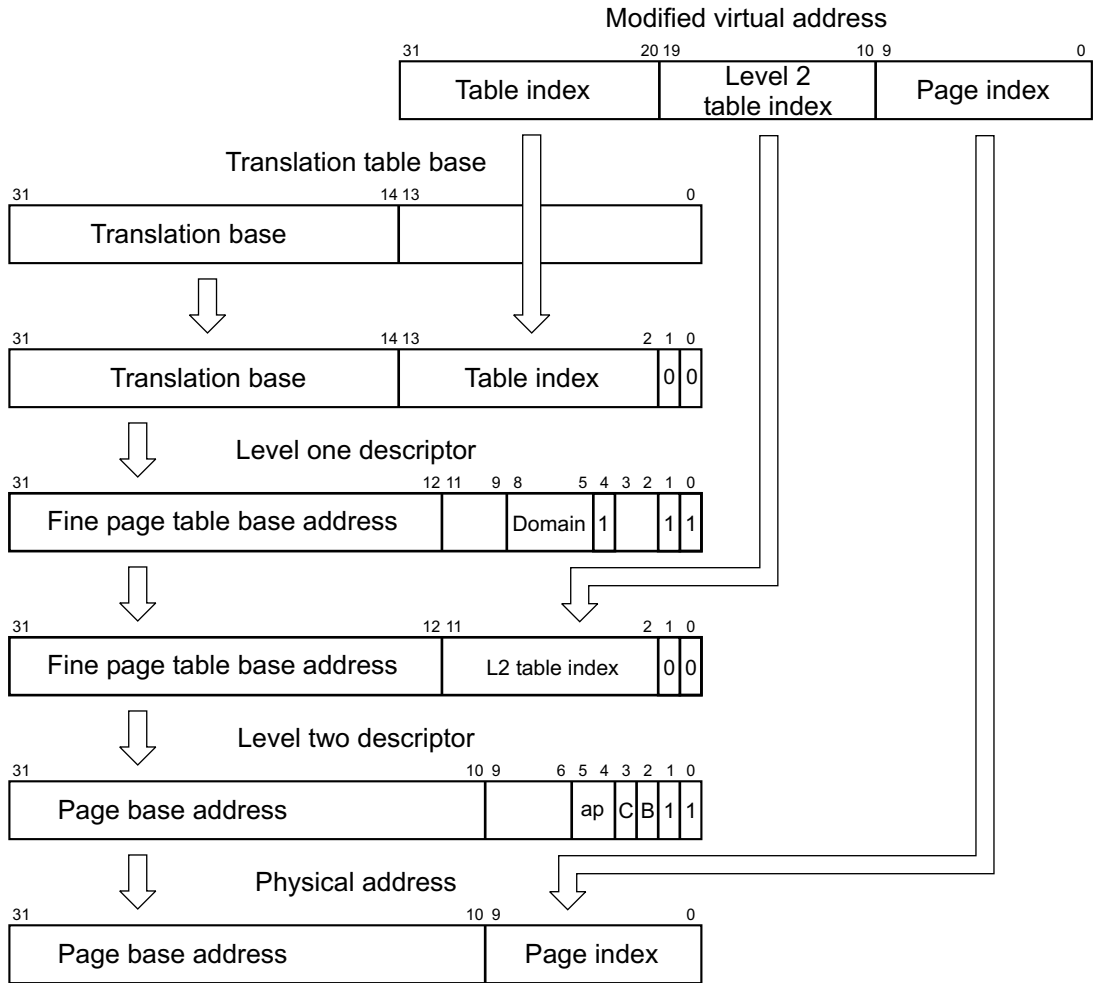 Modified virtual address
31 20 19 10 9 0
Table index Level 2 table index Page index
Translation table base
31 14 13 0
Translation base
31 14 13 2 1 0
Translation base Table index 0 0
Level one descriptor
31 12 11 9 8 5 4 3 2 1 0
Fine page table base address Domain 1 1 1
31 12 11 2 1 0
Fine page table base address L2 table index 0 0
Level two descriptor
31 10 9 6 5 4 3 2 1 0
Page base address ap C B 1 1
Physical address
31 10 9 0
Page base address Page index